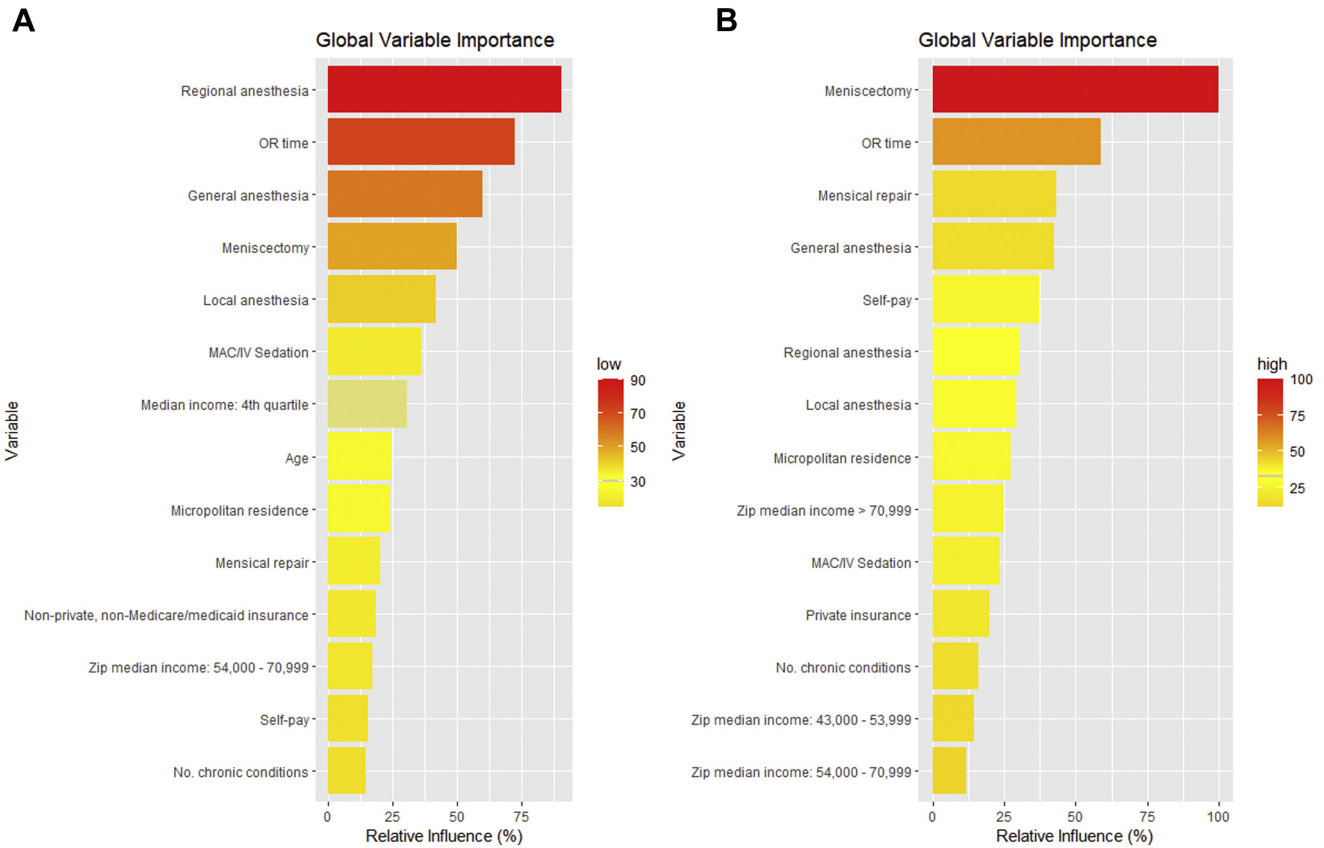 A
Global Variable Importance
Variable
Regional anesthesia
OR time
General anesthesia
Meniscectomy
Local anesthesia
MAC/IV Sedation
Median income: 4th quartile
Age
Micropolitan residence
Mensical repair
Non-private, non-Medicare/medicaid insurance
Zip median income: 54,000 - 70,999
Self-pay
No. chronic conditions
0 25 50 75
Relative Influence (%)
low
90
70
50
30
B
Global Variable Importance
Variable
Meniscectomy
OR time
Mensical repair
General anesthesia
Self-pay
Regional anesthesia
Local anesthesia
Micropolitan residence
Zip median income > 70,999
MAC/IV Sedation
Private insurance
No. chronic conditions
Zip median income: 43,000 - 53,999
Zip median income: 54,000 - 70,999
0 25 50 75 100
Relative Influence (%)
high
100
75
50
25